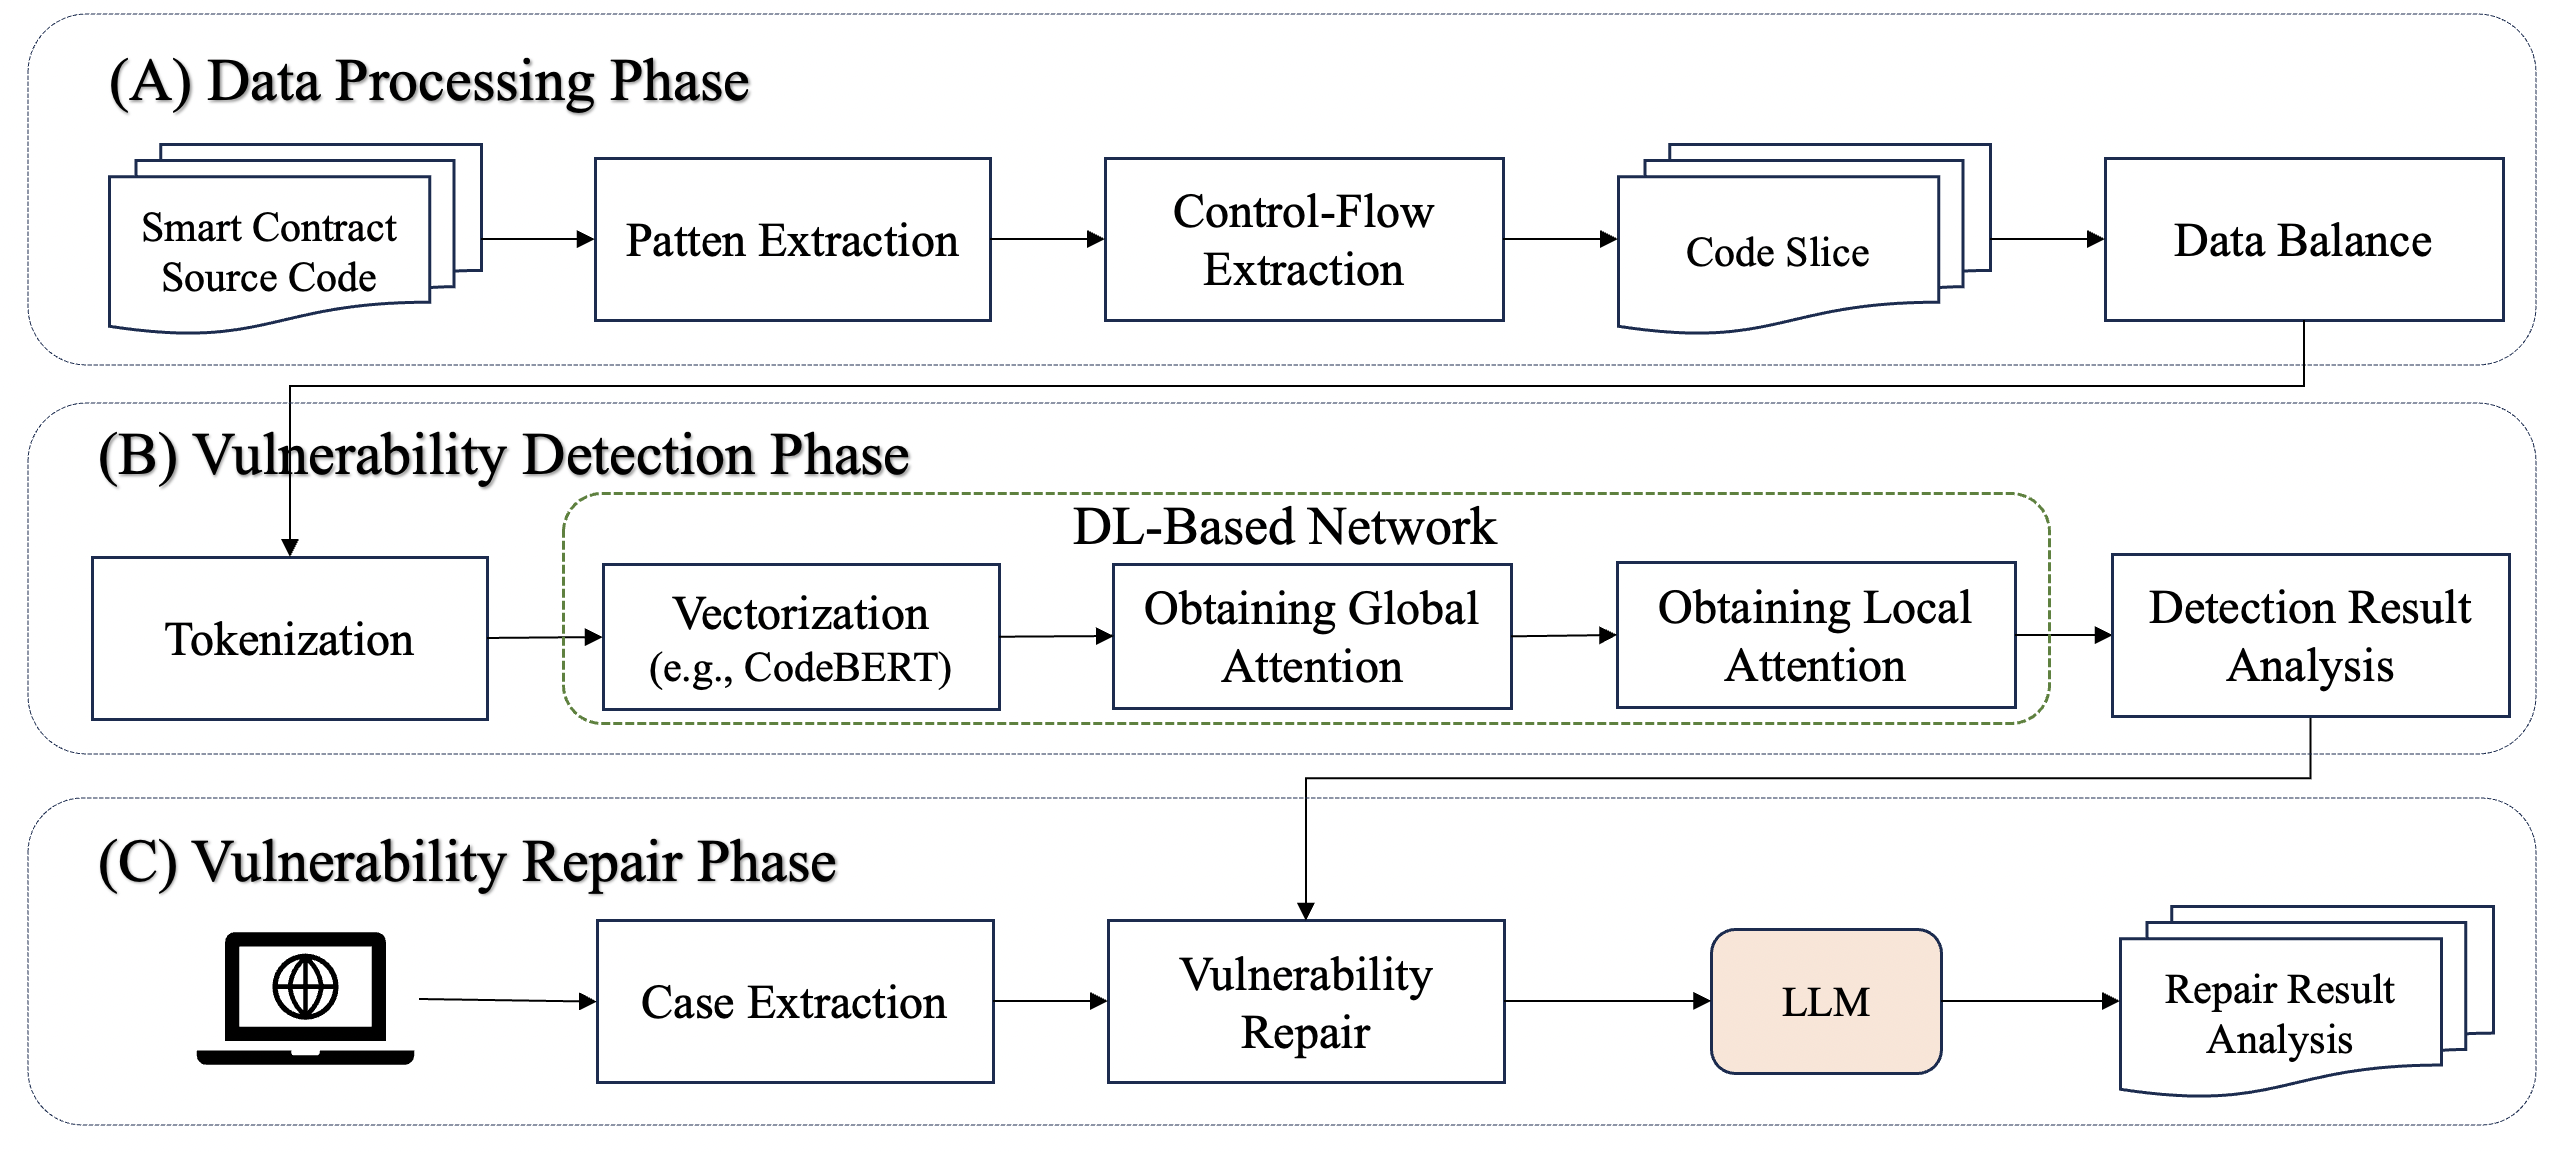 (A) Data Processing Phase
Smart Contract
Source Code
Patten Extraction
Control-Flow
Extraction
Code Slice
Data Balance
(B) Vulnerability Detection Phase
DL-Based Network
Tokenization
Vectorization
(e.g., CodeBERT)
Obtaining Global
Attention
Obtaining Local
Attention
Detection Result
Analysis
(C) Vulnerability Repair Phase
Case Extraction
Vulnerability
Repair
LLM
Repair Result
Analysis